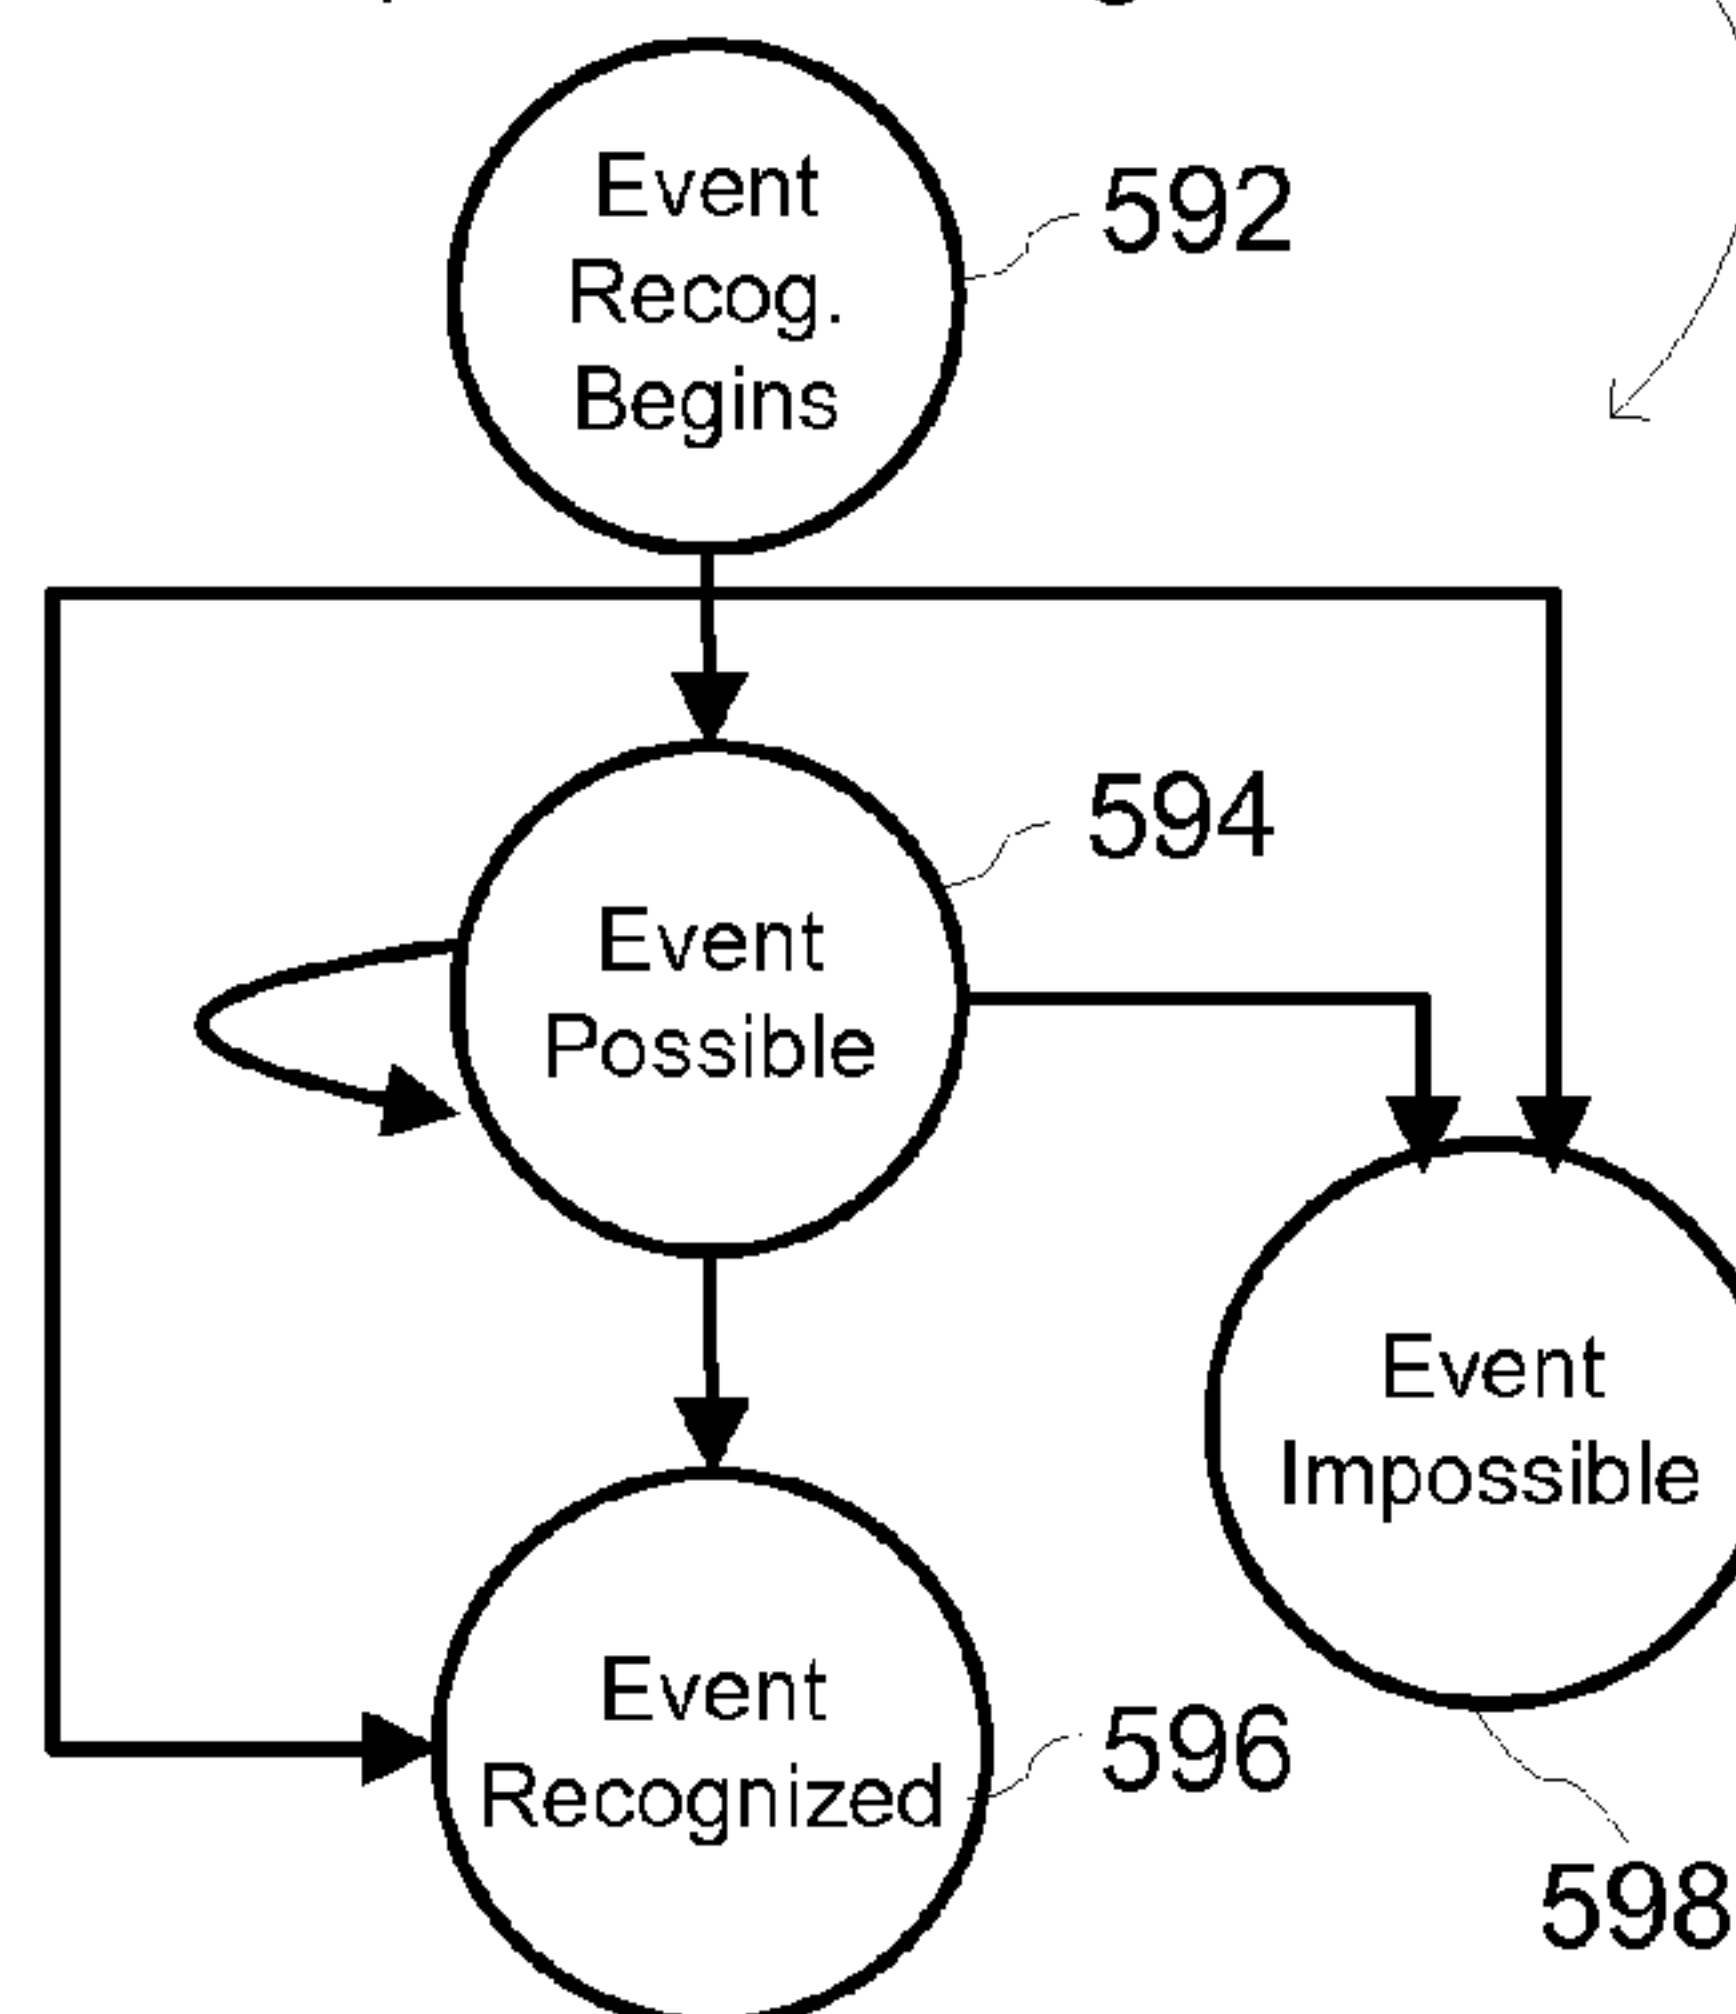 Event
Recog.
Begins
592
594
Event
Possible
Event
Impossible
Event
Recognized
596
598